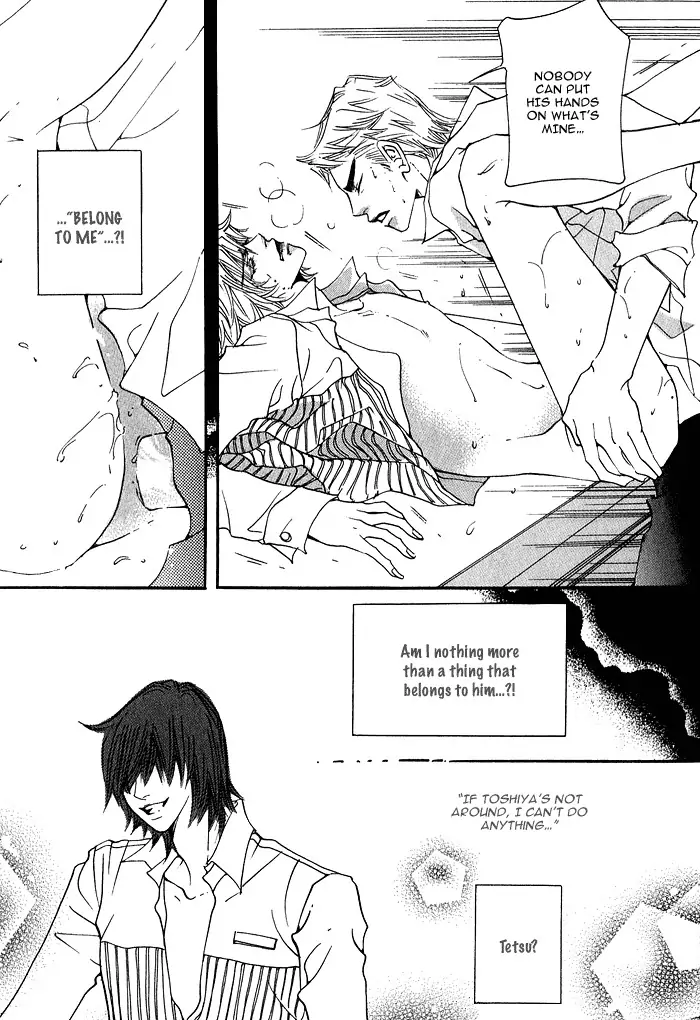 NOBODY
CAN PUT
HIS HANDS
ON WHAT'S
MINE...
..."BELONG
TO ME"...?!
Am I nothing more
than a thing that
belongs to him...?!
"IF TOSHIYA'S NOT
AROUND, I CAN'T DO
ANYTHING..."
Tetsu?